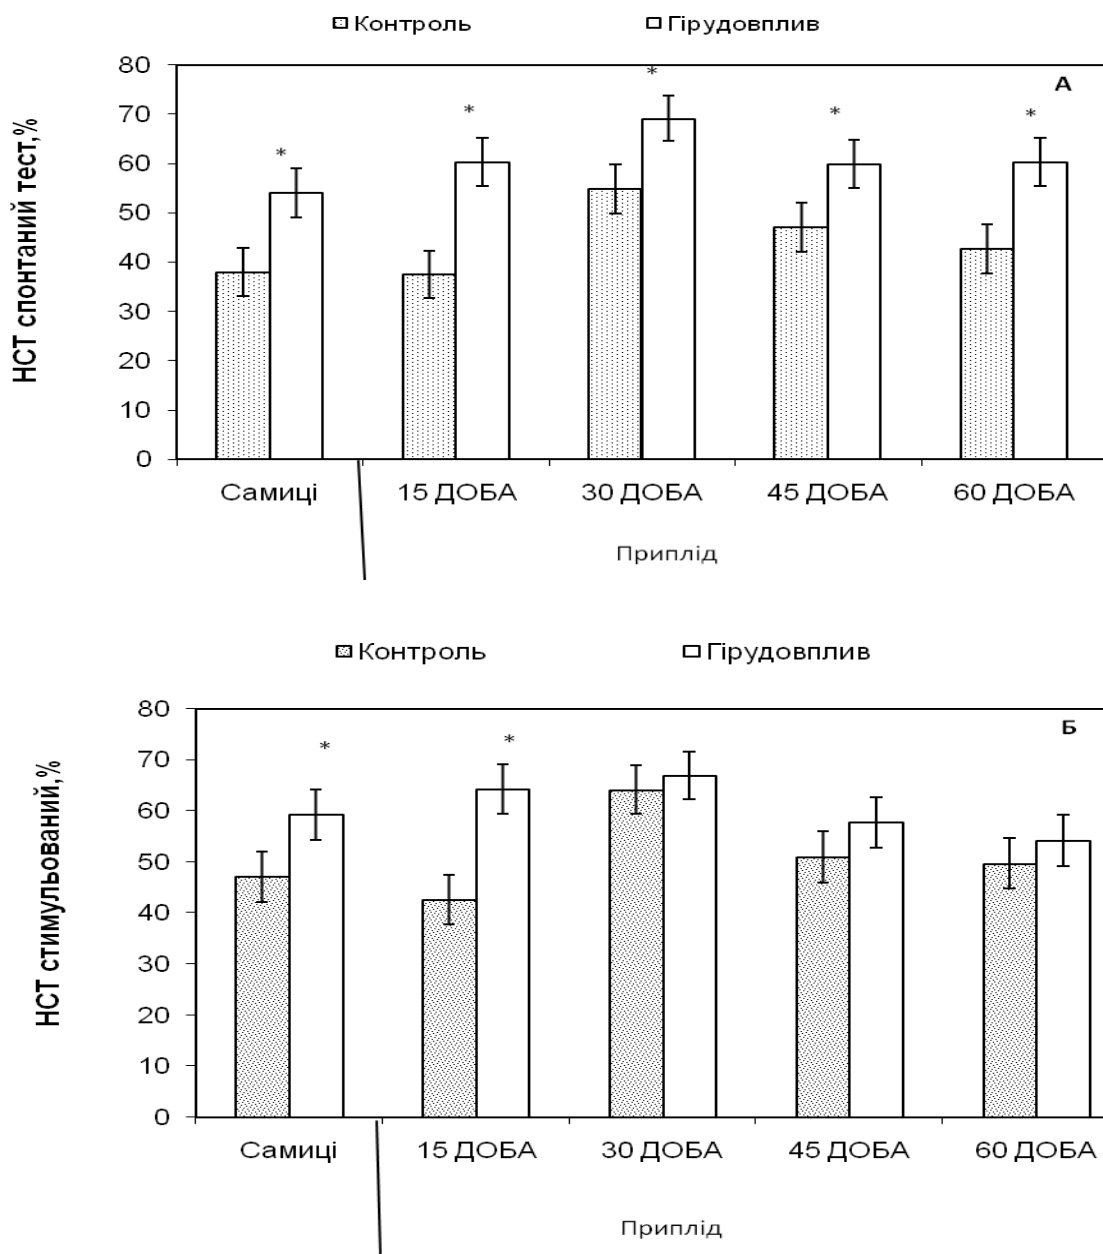 Контроль Гірудовплив
80
А
70
60
50
40
30
20
10
0
* * * * *
НСТ спонтаний тест,%
Самиці 15 ДОБА 30 ДОБА 45 ДОБА 60 ДОБА
Приплід
Контроль Гірудовплив
80
Б
70
60
50
40
30
20
10
0
* *
НСТ стимульований,%
Самиці 15 ДОБА 30 ДОБА 45 ДОБА 60 ДОБА
Приплід